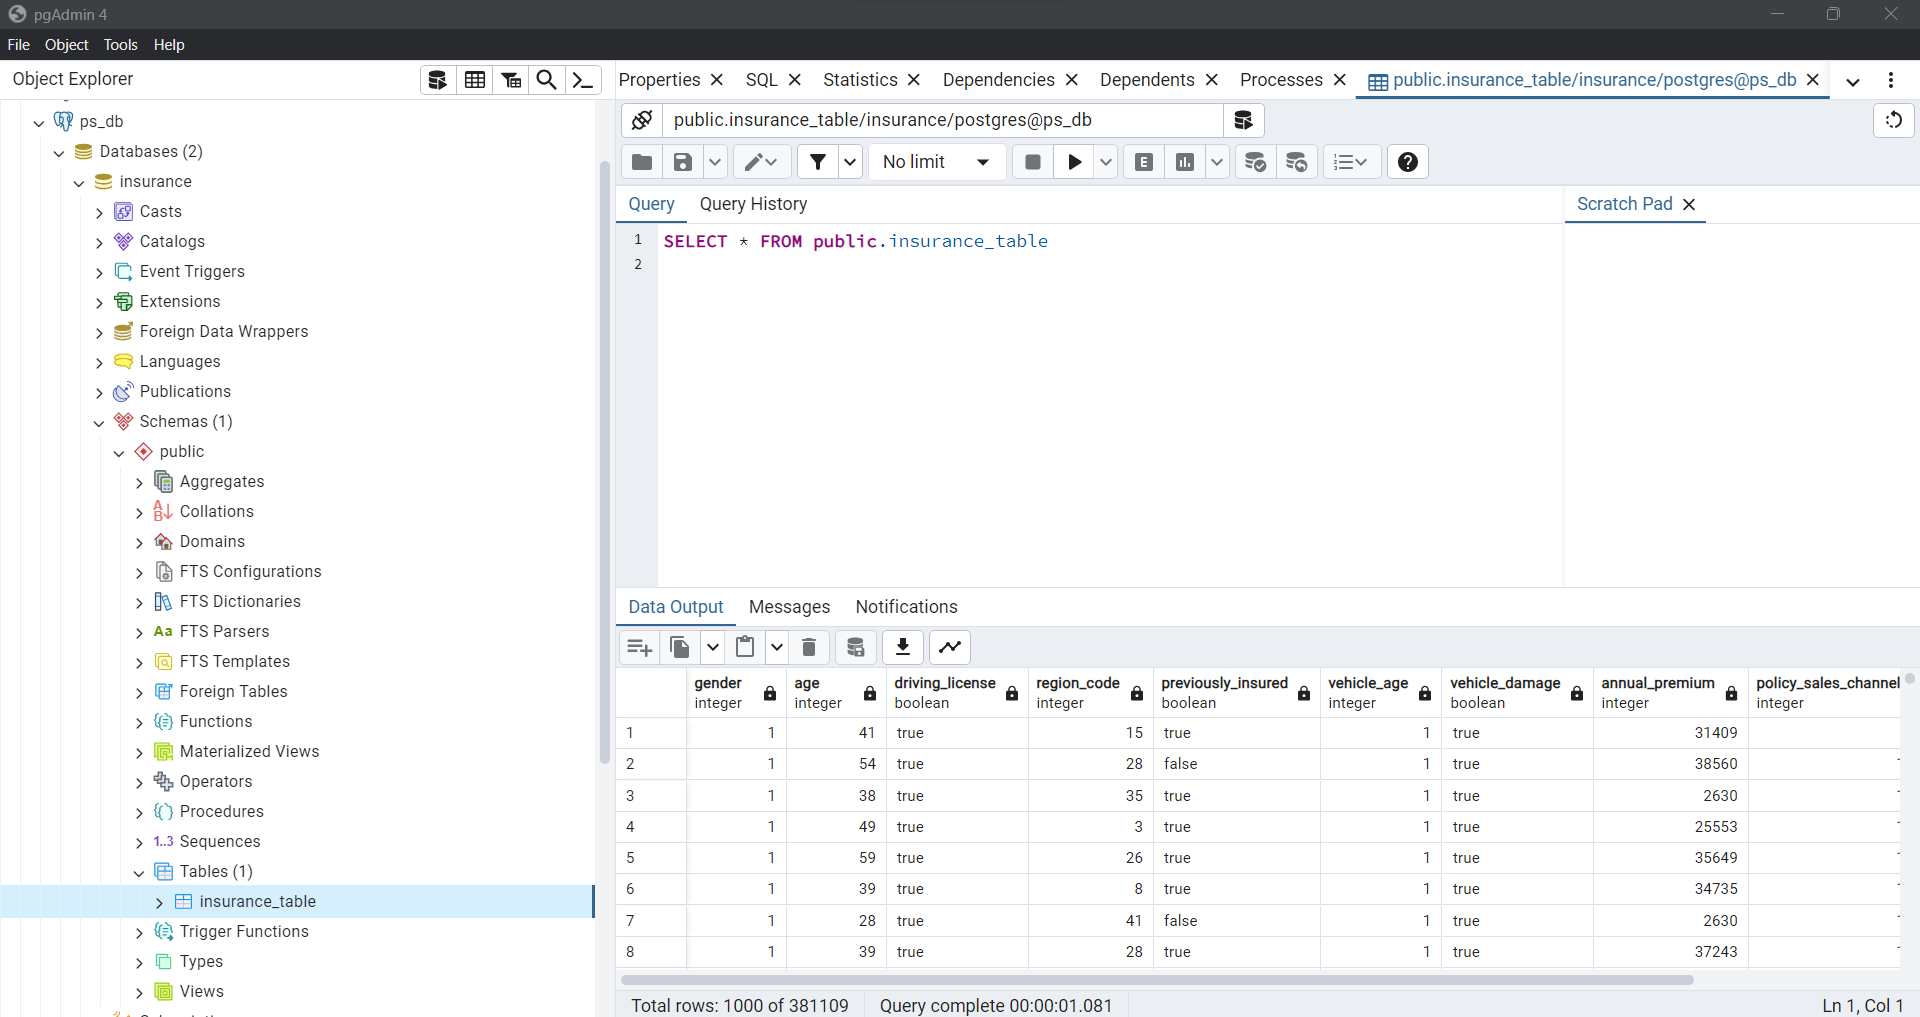 pgAdmin 4
File Object Tools Help
Object Explorer
Properties SQL Statistics Dependencies Dependents Processes public.insurance_table/insurance/postgres@ps_db
ps_db
Databases (2)
insurance
Casts
Catalogs
Event Triggers
Extensions
Foreign Data Wrappers
Languages
Publications
Schemas (1)
public
Aggregates
Collations
Domains
FTS Configurations
FTS Dictionaries
Aa FTS Parsers
FTS Templates
Foreign Tables
Functions
Materialized Views
Operators
Procedures
1..3 Sequences
Tables (1)
insurance_table
Trigger Functions
Types
Views
public.insurance_table/insurance/postgres@ps_db
No limit E
Query Query History
Scratch Pad
1 SELECT * FROM public.insurance_table
2
Data Output Messages Notifications
gender age driving_license region_code previously_insured vehicle_age vehicle_damage annual_premium policy_sales_channel
integer integer boolean integer boolean integer boolean integer integer
1 1 41 true 15 true 1 true 31409
2 1 54 true 28 false 1 true 38560
3 1 38 true 35 true 1 true 2630
4 1 49 true 3 true 1 true 25553
5 1 59 true 26 true 1 true 35649
6 1 39 true 8 true 1 true 34735
7 1 28 true 41 false 1 true 2630
8 1 39 true 28 true 1 true 37243
Total rows: 1000 of 381109 Query complete 00:00:01.081 Ln 1, Col 1